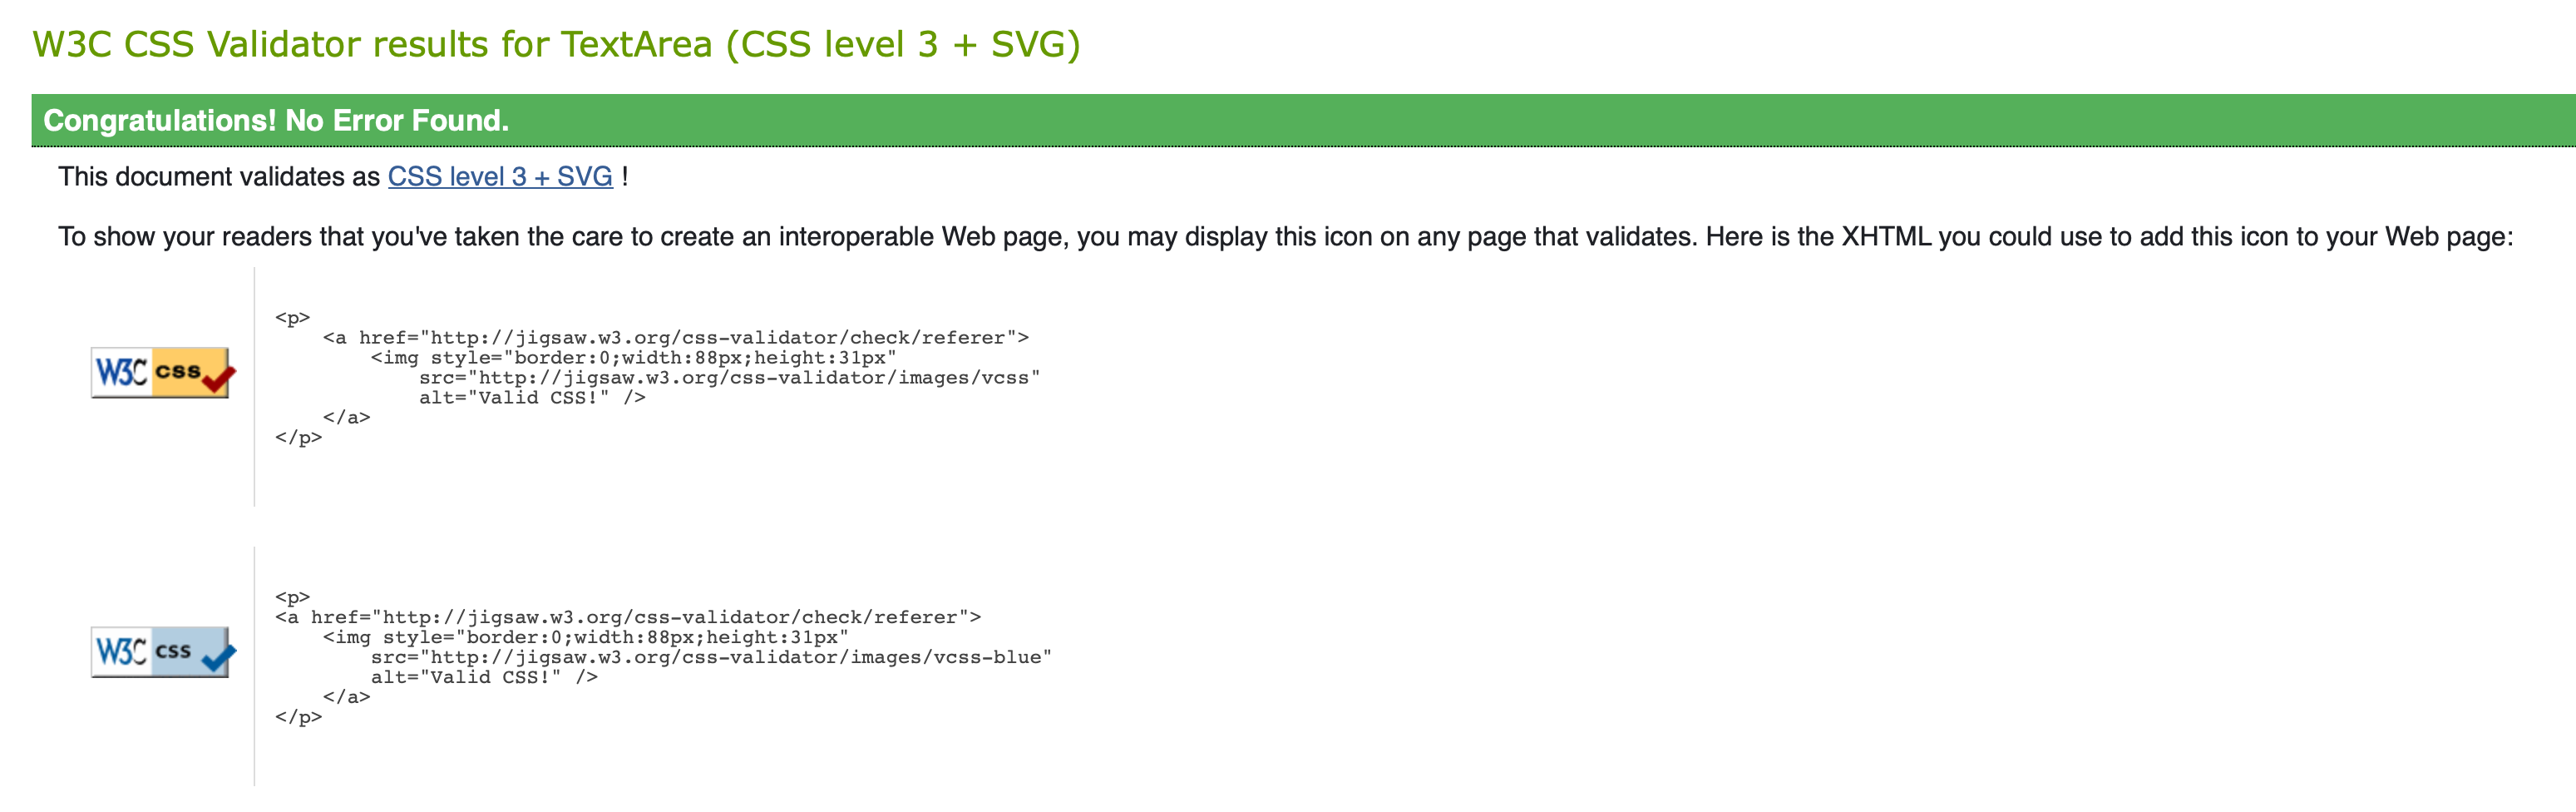 W3C CSS Validator results for TextArea (CSS level 3 + SVG)
Congratulations! No Error Found.
This document validates as CSS level 3 + SVG !
To show your readers that you've taken the care to create an interoperable Web page, you may display this icon on any page that validates. Here is the XHTML you could use to add this icon to your Web page:
W3C css
<p>
    <a href="http://jigsaw.w3.org/css-validator/check/referer">
        <img style="border:0;width:88px;height:31px"
            src="http://jigsaw.w3.org/css-validator/images/vcss"
            alt="Valid CSS!" />
    </a>
</p>
W3C css
<p>
<a href="http://jigsaw.w3.org/css-validator/check/referer">
    <img style="border:0;width:88px;height:31px"
        src="http://jigsaw.w3.org/css-validator/images/vcss-blue"
        alt="Valid CSS!" />
    </a>
</p>